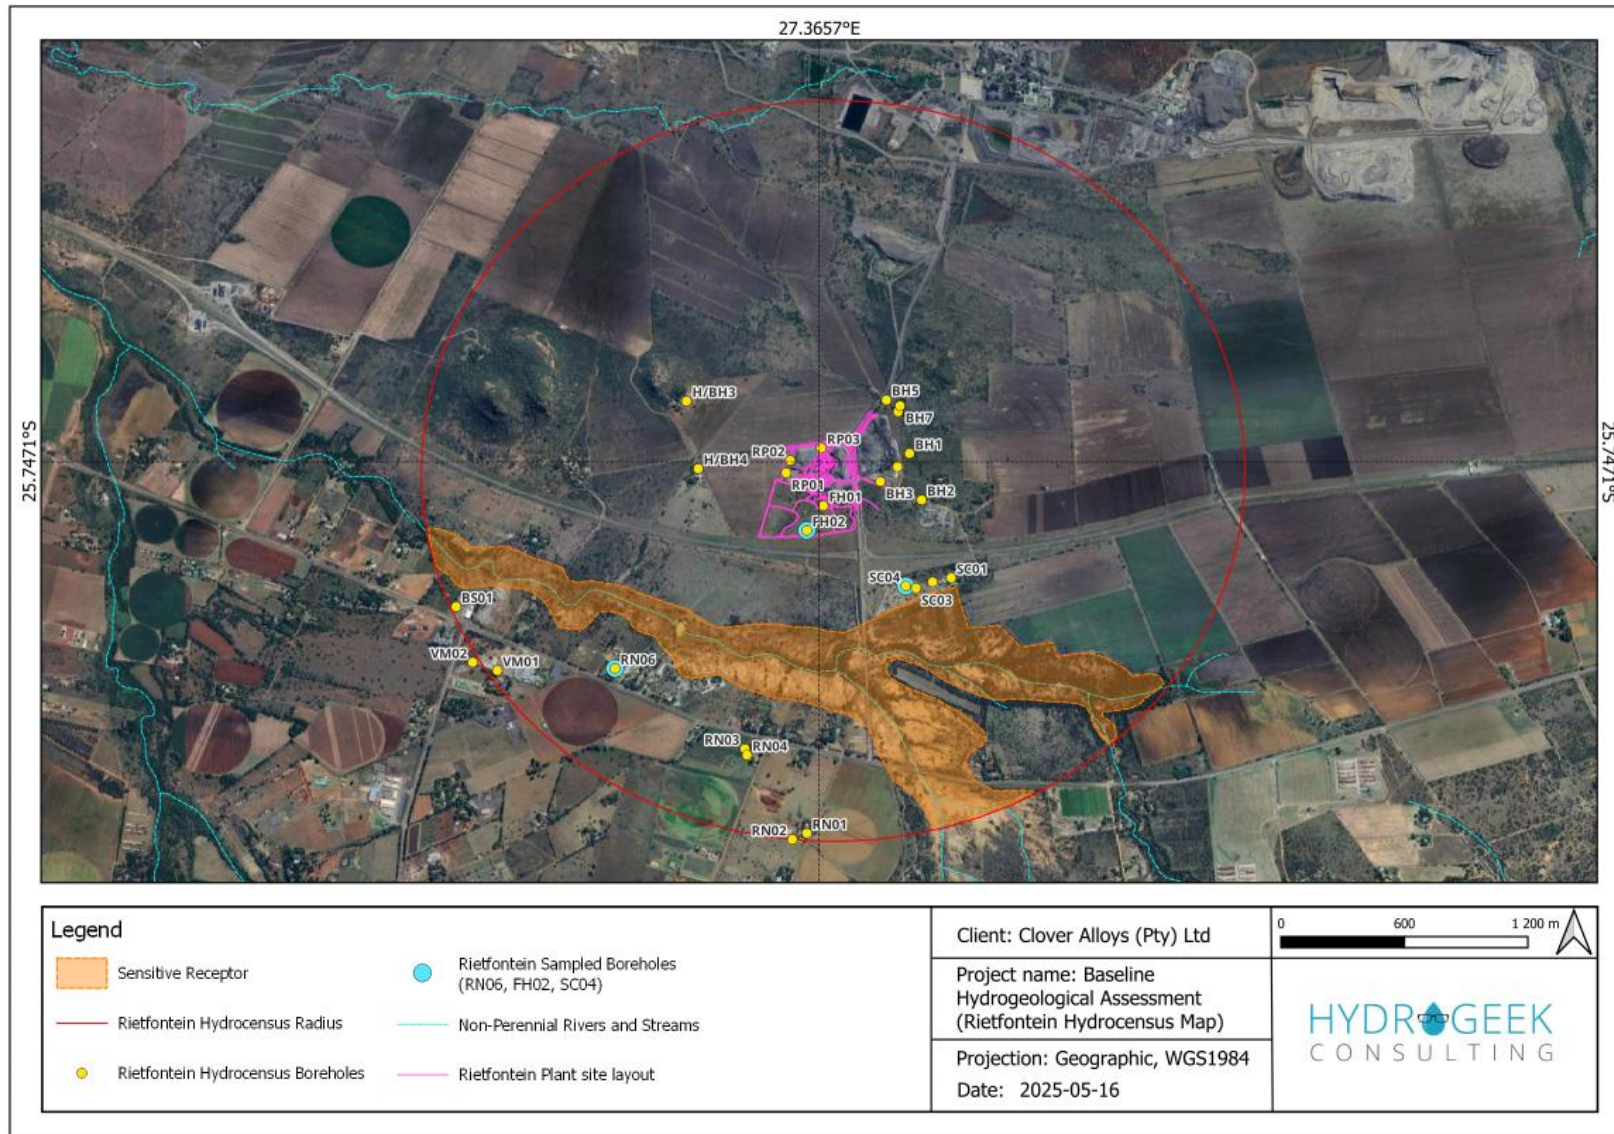 27.3657°E
25.7471°S
25.7471°S
H/BH3
BH5
BH7
RP03
BH1
RP02
H/BH4
RP01
BH3
BH2
FH01
FH02
SC04
SC01
SC03
BS01
VM02
VM01
RN06
RN03
RN04
RN02
RN01
Legend
Sensitive Receptor
Rietfontein Hydrocensus Radius
Rietfontein Hydrocensus Boreholes
Rietfontein Sampled Boreholes
(RN06, FH02, SC04)
Non-Perennial Rivers and Streams
Rietfontein Plant site layout
Client: Clover Alloys (Pty) Ltd
Project name: Baseline
Hydrogeological Assessment
(Rietfontein Hydrocensus Map)
Projection: Geographic, WGS1984
Date: 2025-05-16
0 600 1 200 m
HYDROGEEK
CONSULTING